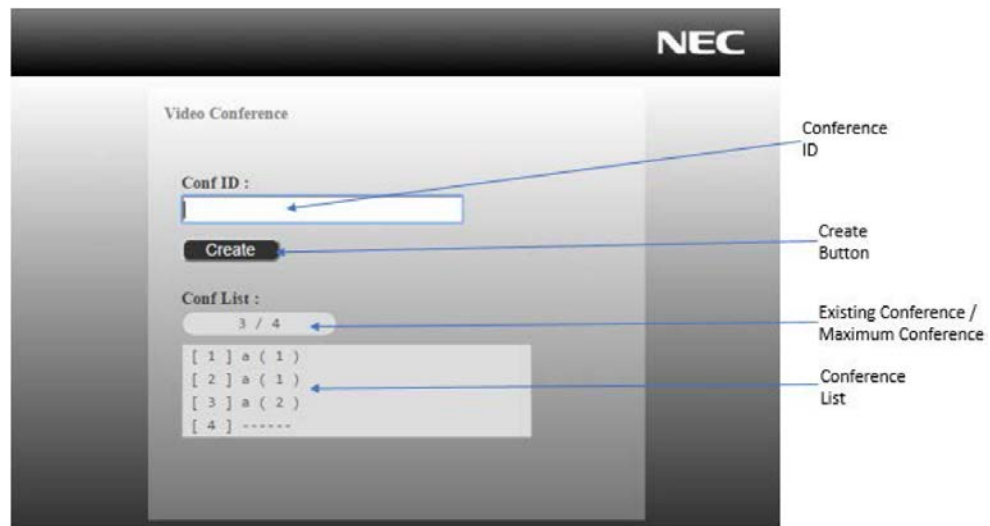 NEC
Video Conference
Conference
ID
Conf ID :
Create
Create
Button
Conf List :
3 / 4
Existing Conference /
Maximum Conference
[ 1 ] a ( 1 )
[ 2 ] a ( 1 )
[ 3 ] a ( 2 )
[ 4 ] ------
Conference
List